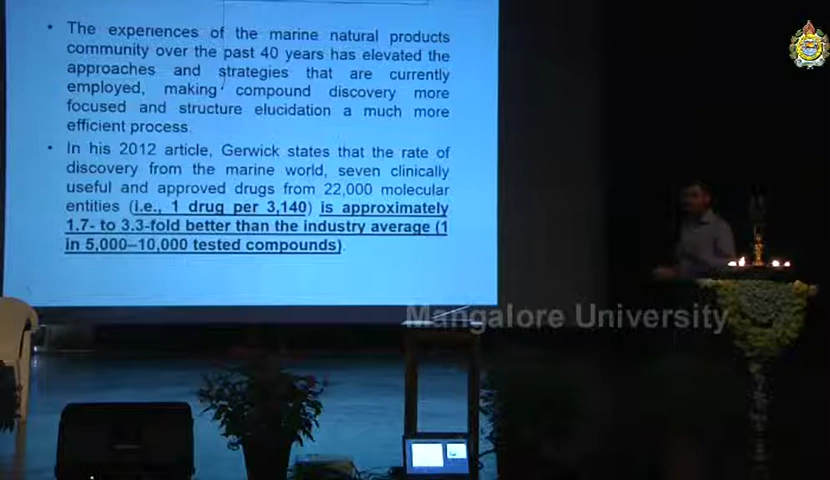 • The experiences of the marine natural products
community over the past 40 years has elevated the
approaches and strategies that are currently
employed, making compound discovery more
focused and structure elucidation a much more
efficient process.
• In his 2012 article, Gerwick states that the rate of
discovery from the marine world, seven clinically
useful and approved drugs from 22,000 molecular
entities (i.e., 1 drug per 3,140) is approximately
1.7- to 3.3-fold better than the industry average (1
in 5,000–10,000 tested compounds).
Mangalore University